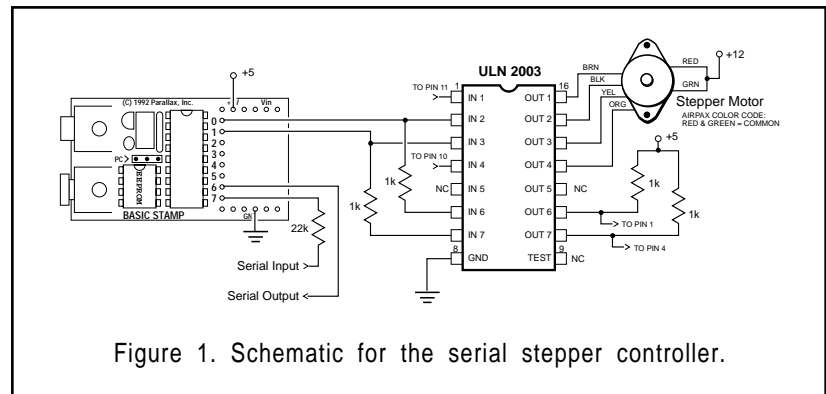 +5
(C) 1992 Parallax, Inc.
+ / Vin
0
1
2
3
4
5
6
7
PC >
EEPROM
BASIC STAMP
GN
22k
Serial Input >
Serial Output <
1k
1k
ULN 2003
TO PIN 11
1
16
IN 1
OUT 1
IN 2
OUT 2
IN 3
OUT 3
TO PIN 10
IN 4
OUT 4
NC
IN 5
OUT 5
NC
IN 6
OUT 6
IN 7
OUT 7
8
9
GND
TEST
NC
BRN
BLK
YEL
ORG
RED
GRN
+12
Stepper Motor
AIRPAX COLOR CODE:
RED & GREEN = COMMON
+5
1k
1k
TO PIN 1
TO PIN 4
Figure 1. Schematic for the serial stepper controller.